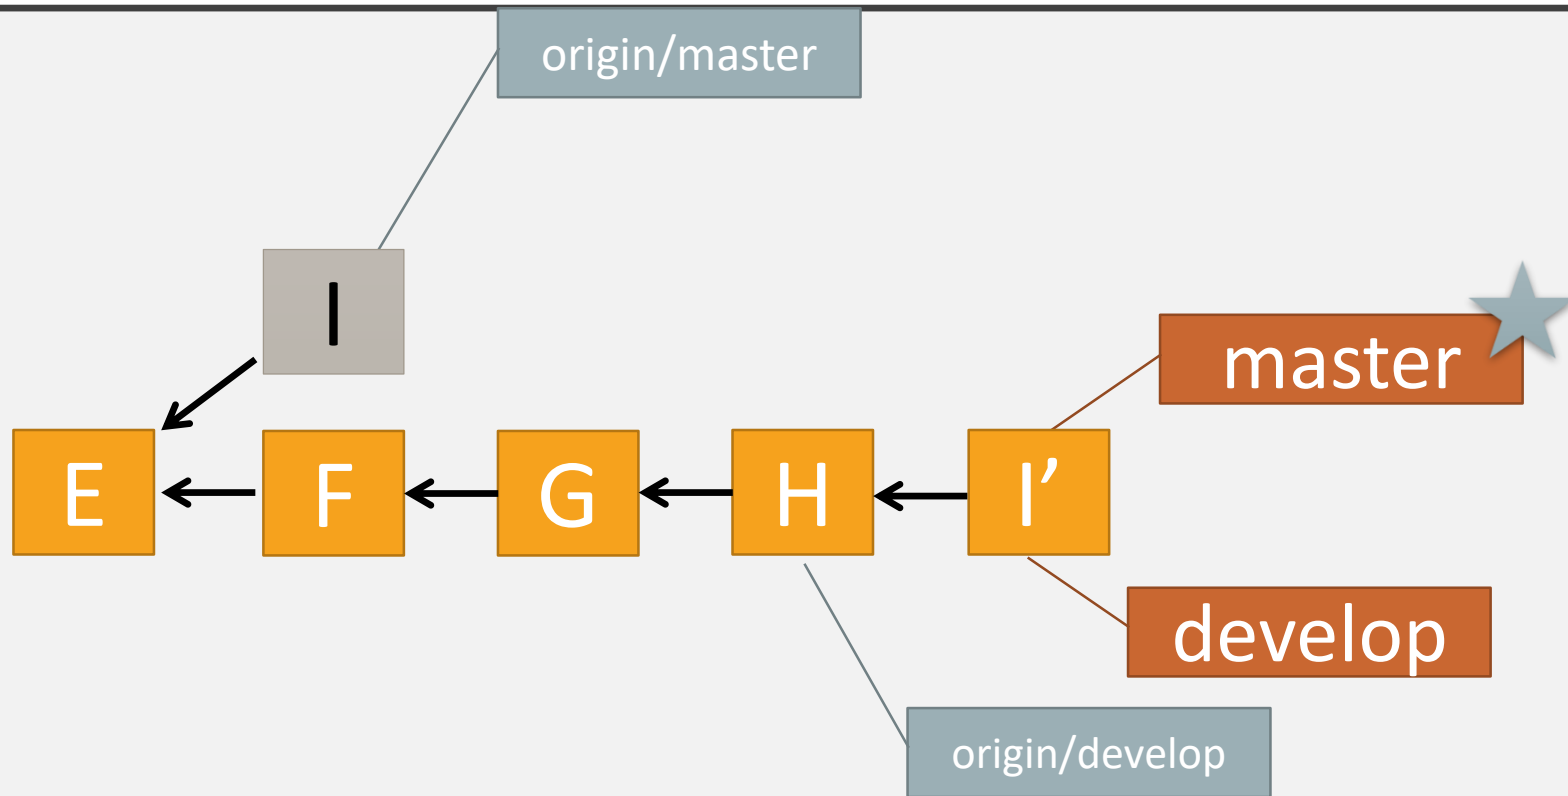 origin/master
I
master
E
F
G
H
I’
develop
origin/develop